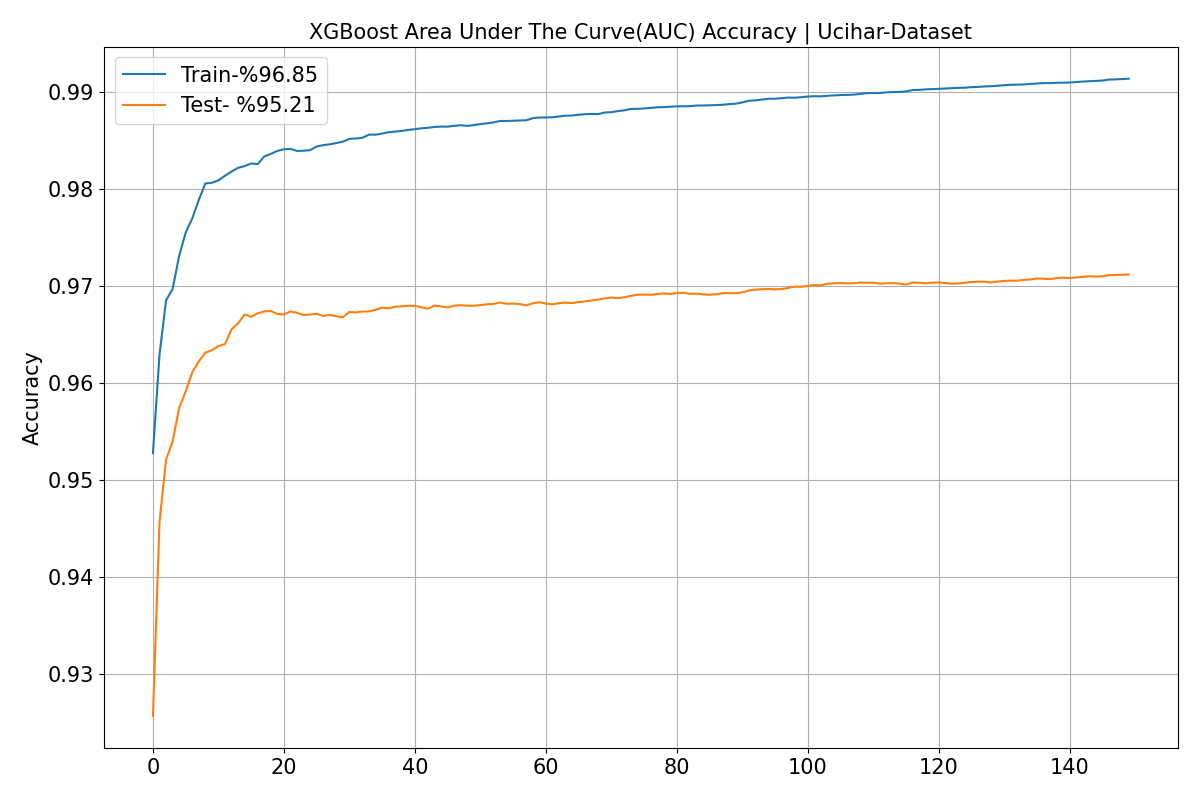 XGBoost Area Under The Curve(AUC) Accuracy | Ucihar-Dataset
Train-%96.85
Test- %95.21
0.99
0.98
0.97
0.96
0.95
0.94
0.93
Accuracy
0 20 40 60 80 100 120 140